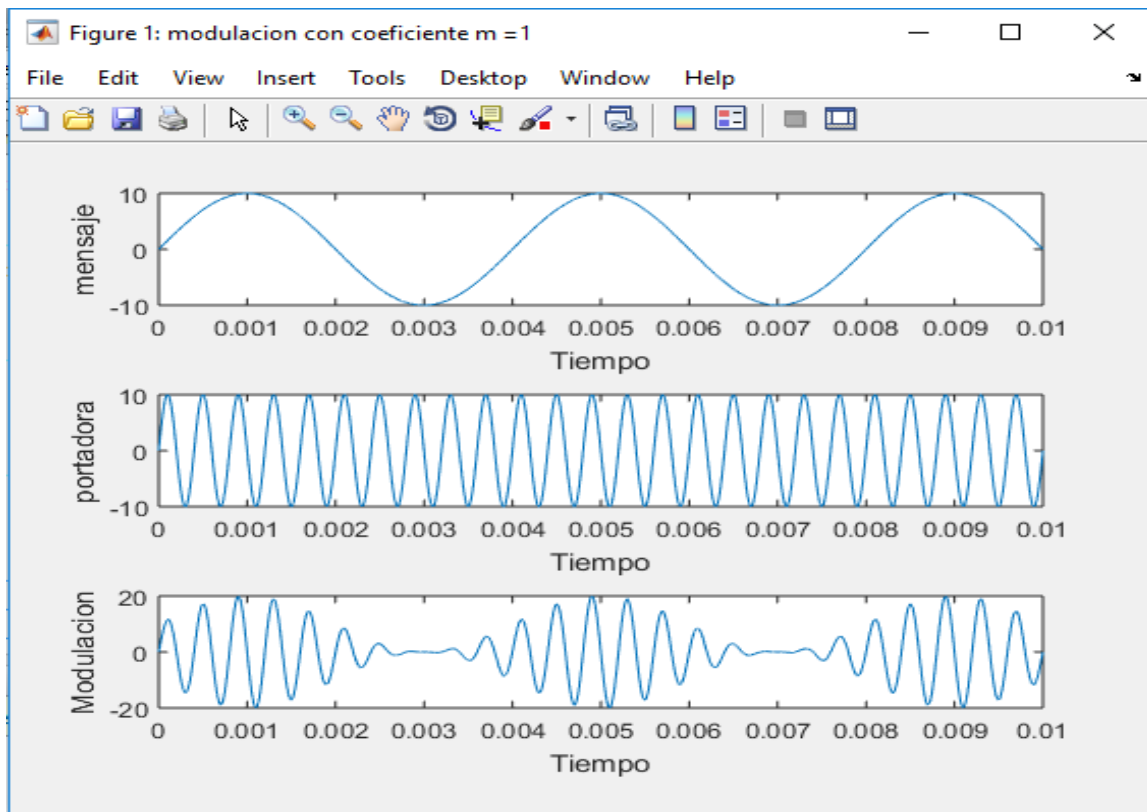 Figure 1: modulacion con coeficiente m =1
File Edit View Insert Tools Desktop Window Help
mensaje
10
0
-10
0 0.001 0.002 0.003 0.004 0.005 0.006 0.007 0.008 0.009 0.01
Tiempo
portadora
10
0
-10
0 0.001 0.002 0.003 0.004 0.005 0.006 0.007 0.008 0.009 0.01
Tiempo
Modulacion
20
0
-20
0 0.001 0.002 0.003 0.004 0.005 0.006 0.007 0.008 0.009 0.01
Tiempo